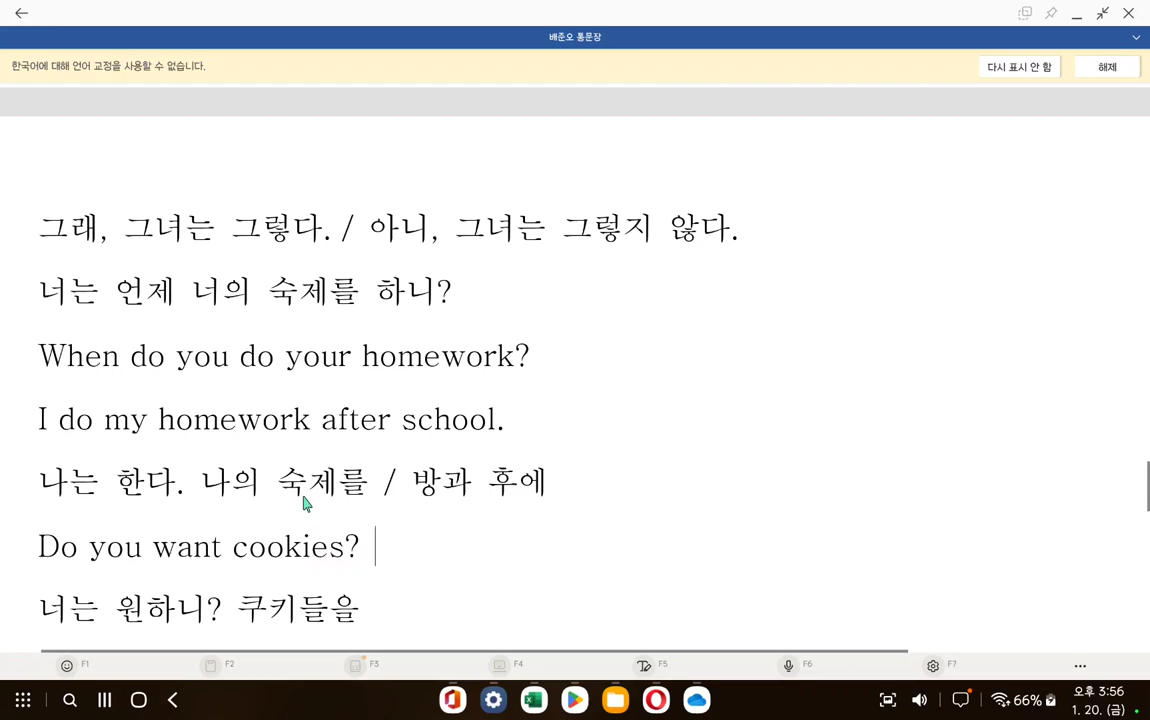 배준오 통문장
한국어에 대해 언어 교정을 사용할 수 없습니다. 다시 표시 안 함 해제
그래, 그녀는 그렇다. / 아니, 그녀는 그렇지 않다.
너는 언제 너의 숙제를 하니?
When do you do your homework?
I do my homework after school.
나는 한다. 나의 숙제를 / 방과 후에
Do you want cookies?
너는 원하니? 쿠키들을
F1 F2 F3 F4 F5 F6 F7
66% 오후 3:56
1. 20. (금)